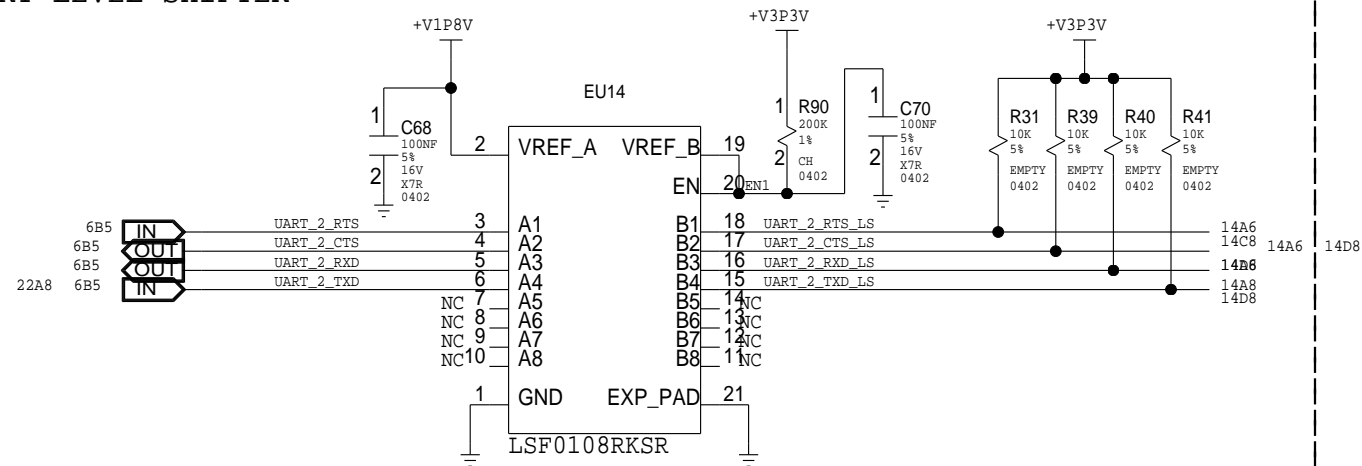 +V1P8V
+V3P3V
+V3P3V
EU14
1
C68
100NF
5%
16V
X7R
0402
2
1
R90
200K
1%
CH
0402
2
1
C70
100NF
5%
16V
X7R
0402
2
R31
10K
5%
EMPTY
0402
R39
10K
5%
EMPTY
0402
R40
10K
5%
EMPTY
0402
R41
10K
5%
EMPTY
0402
2 VREF_A VREF_B 19
EN 20 EN1
6B5 IN UART_2_RTS 3 A1 B1 18 UART_2_RTS_LS 14A6
6B5 OUT UART_2_CTS 4 A2 B2 17 UART_2_CTS_LS 14C8 14A6 14D8
6B5 OUT UART_2_RXD 5 A3 B3 16 UART_2_RXD_LS
22A8 6B5 IN UART_2_TXD 6 A4 B4 15 UART_2_TXD_LS 14A8
14D8
NC 7 A5 B5 14 NC
NC 8 A6 B6 13 NC
NC 9 A7 B7 12 NC
NC 10 A8 B8 11 NC
1 GND EXP_PAD 21
LSF0108RKSR